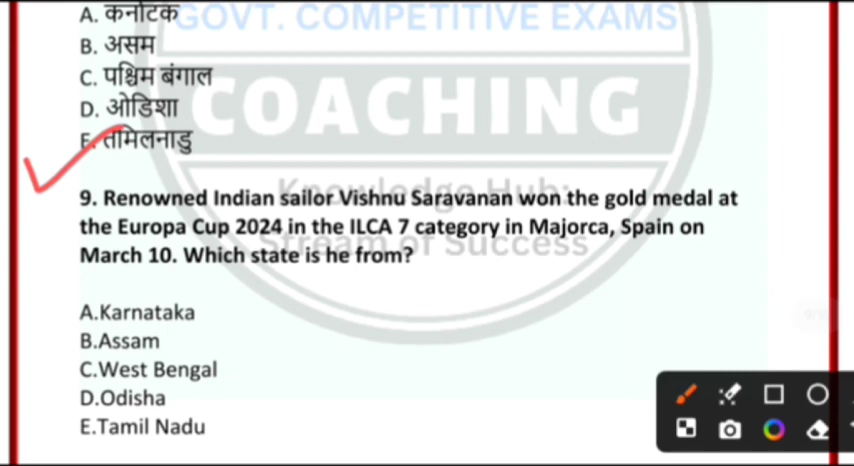 GOVT. COMPETITIVE EXAMS
COACHING
Knowledge Hub:
Stream of Success
A. कर्नाटक
B. असम
C. पश्चिम बंगाल
D. ओडिशा
E. तमिलनाडु
9. Renowned Indian sailor Vishnu Saravanan won the gold medal at
the Europa Cup 2024 in the ILCA 7 category in Majorca, Spain on
March 10. Which state is he from?
A.Karnataka
B.Assam
C.West Bengal
D.Odisha
E.Tamil Nadu